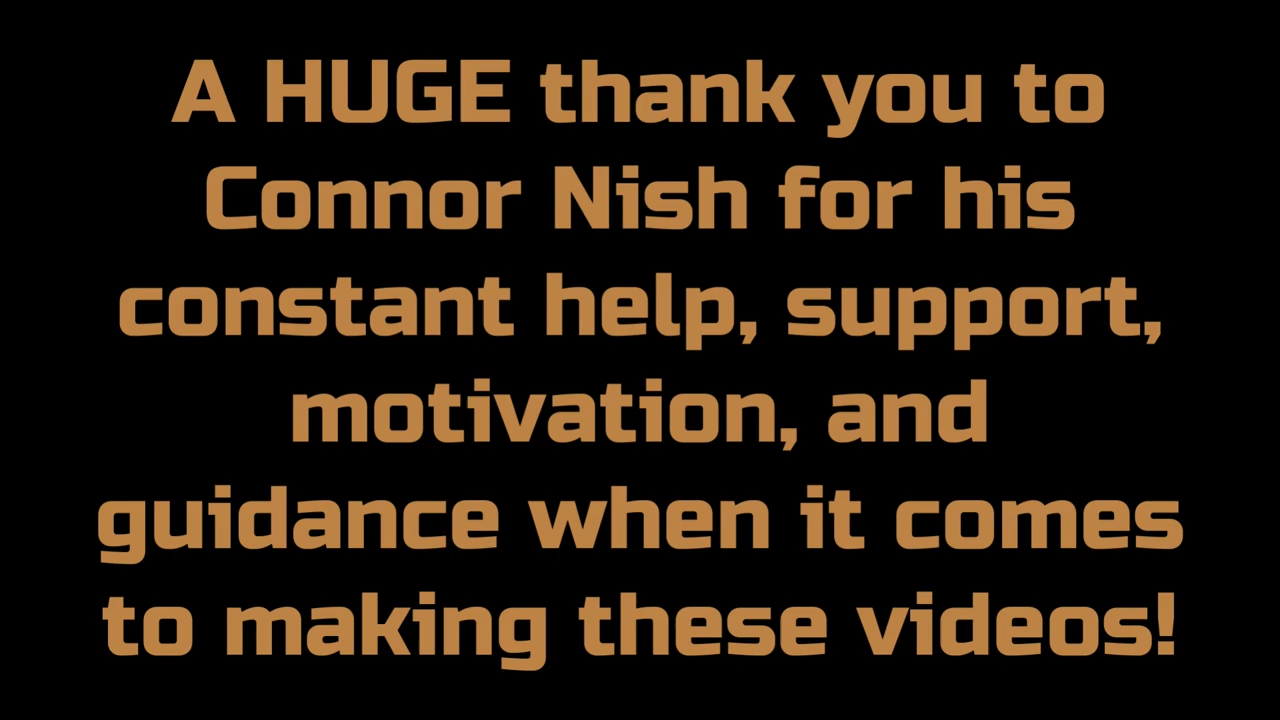 A HUGE thank you to
Connor Nish for his
constant help, support,
motivation, and
guidance when it comes
to making these videos!